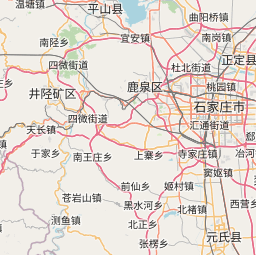 温塘镇
平山县
曲阳桥镇
南陉乡
宜安镇
南岗镇
正定县
四微街道
杜北街道
鹿泉区
桃园镇
井陉矿区
石家庄市
四微街道
汇通街道
天长镇
于家乡
南王庄乡
上寨乡
寺家庄镇
冶河
窦妪镇
前仙乡
姬村镇
苍岩山镇
黑水河乡
北褚镇
西营乡
测鱼镇
北正乡
元氏县
张楞乡